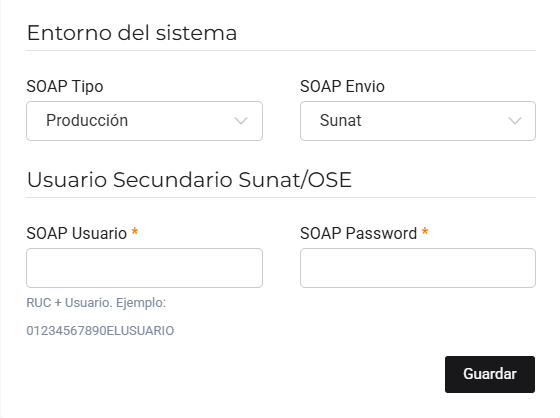 Entorno del sistema
SOAP Tipo
SOAP Envio
Producción
Sunat
Usuario Secundario Sunat/OSE
SOAP Usuario *
SOAP Password *
RUC + Usuario. Ejemplo:
01234567890ELUSUARIO
Guardar